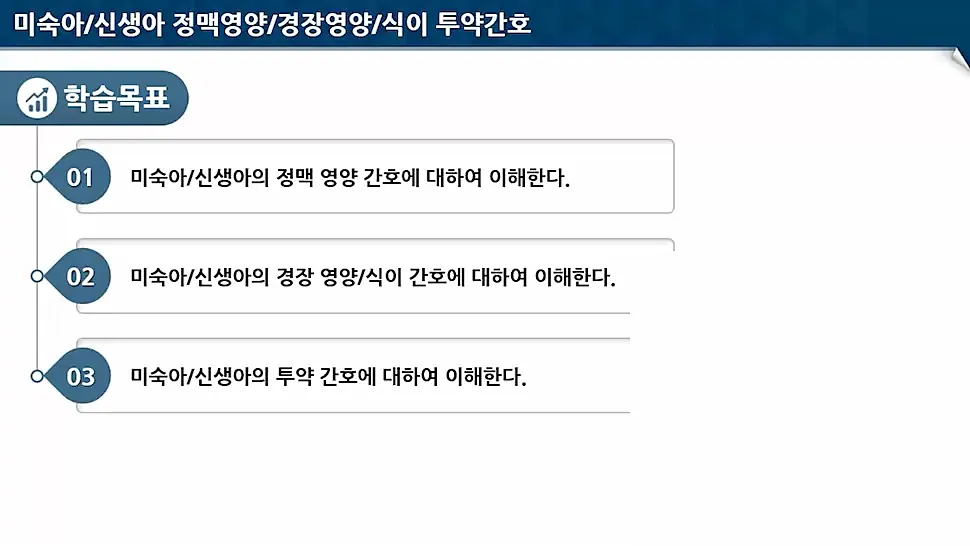 미숙아/신생아 정맥영양/경장영양/식이 투약간호
학습목표
01 미숙아/신생아의 정맥 영양 간호에 대하여 이해한다.
02 미숙아/신생아의 경장 영양/식이 간호에 대하여 이해한다.
03 미숙아/신생아의 투약 간호에 대하여 이해한다.